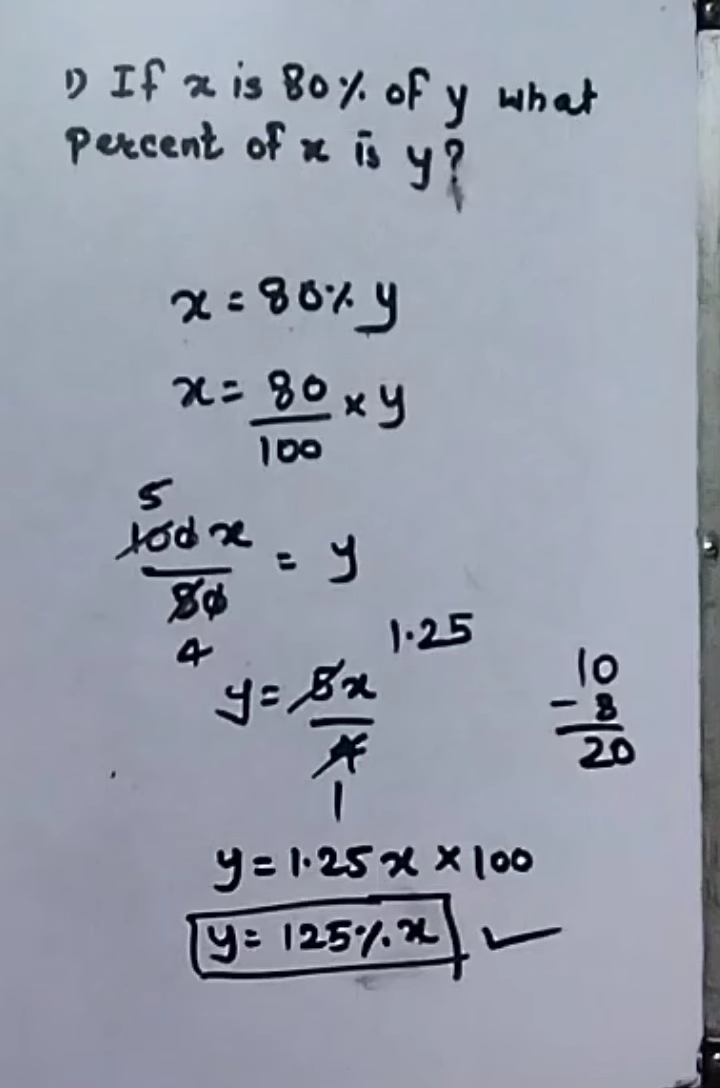 1) If x is 80% of y what
percent of x is y?
x = 80% y
x = 80/100 × y
5
100x/80 = y
4
1.25
y = 5x/4
1
10
- 8
20
y = 1.25x × 100
y = 125% x ✓